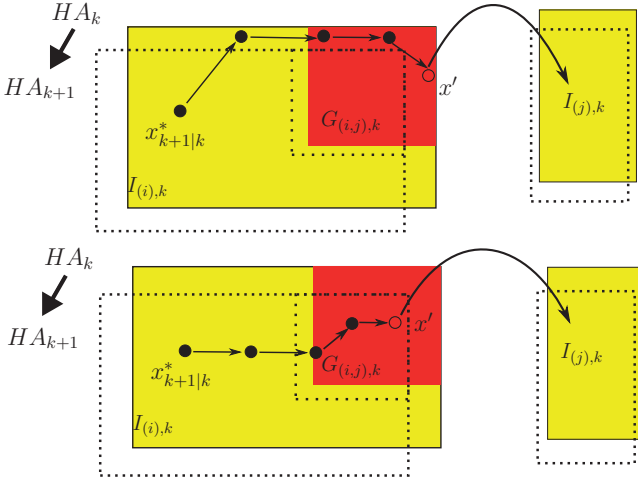 HA_k
HA_{k+1}
x'
G_{(i,j),k}
I_{(j),k}
x^*_{k+1|k}
I_{(i),k}
HA_k
HA_{k+1}
x'
I_{(j),k}
x^*_{k+1|k}
G_{(i,j),k}
I_{(i),k}